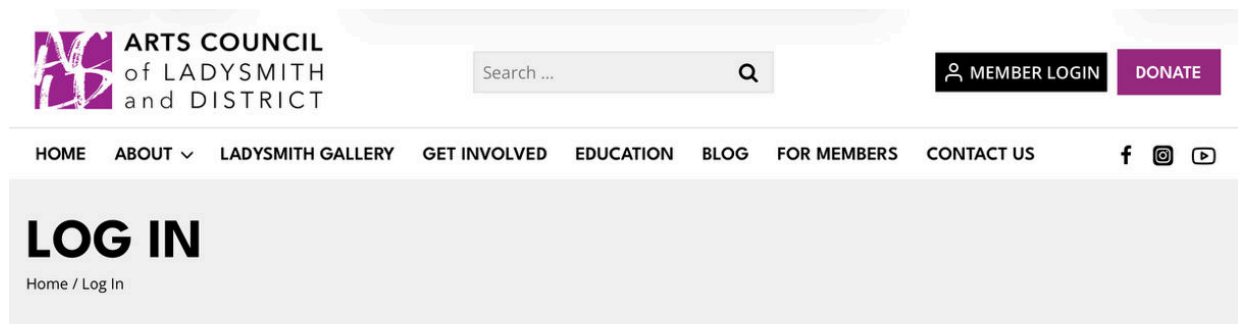 ARTS COUNCIL
of LADYSMITH
and DISTRICT
Search ...
MEMBER LOGIN
DONATE
HOME ABOUT LADYSMITH GALLERY GET INVOLVED EDUCATION BLOG FOR MEMBERS CONTACT US
LOG IN
Home / Log In